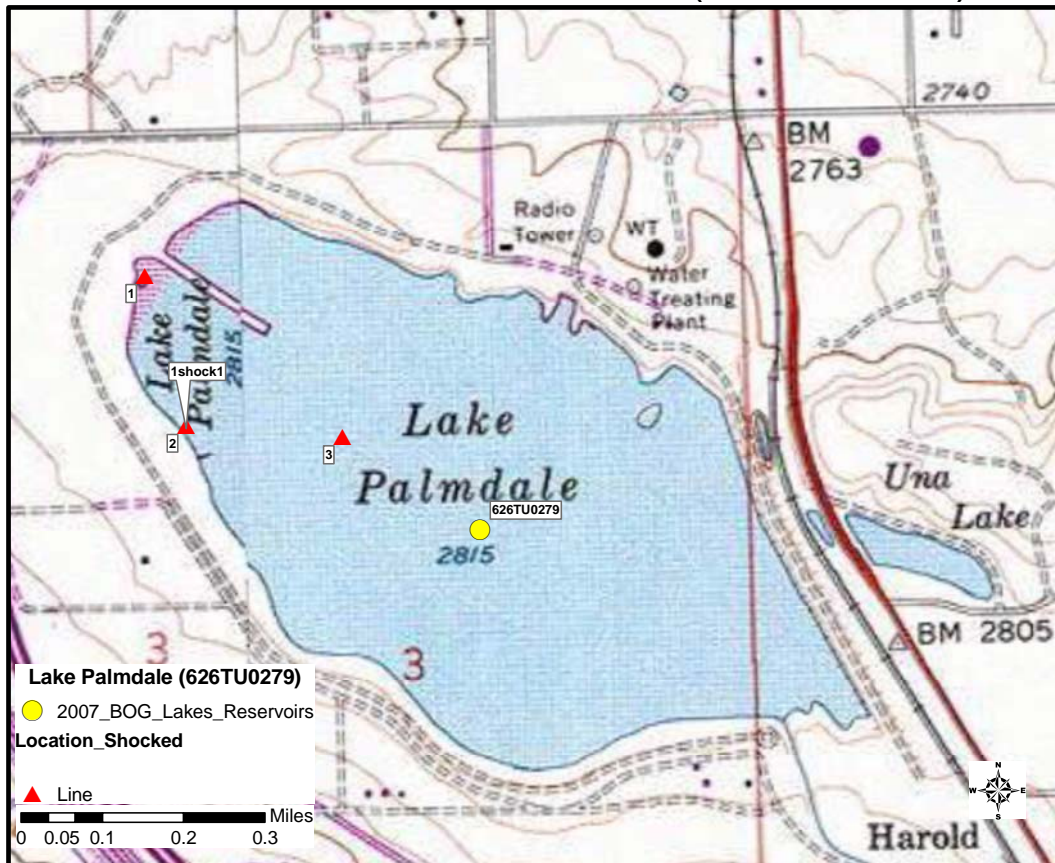 2740
BM
2763
Radio
Tower
WT
Water
Treating
Plant
1
Lake
Palmdale
2815
1shock1
2
3
Lake
Palmdale
626TU0279
2815
Una
Lake
BM 2805
3
3
Harold
Lake Palmdale (626TU0279)
2007_BOG_Lakes_Reservoirs
Location_Shocked
Line
Miles
0 0.05 0.1 0.2 0.3
N
W E
S